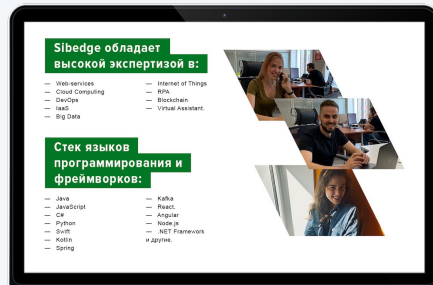 Sibedge обладает
высокой экспертизой в:
— Web-services
— Cloud Computing
— DevOps
— IaaS
— Big Data
— Internet of Things
— RPA
— Blockchain
— Virtual Assistant.
Стек языков
программирования и
фреймворков:
— Java
— JavaScript
— C#
— Python
— Swift
— Kotlin
— Spring
— Kafka
— React,
— Angular
— Node.js
— .NET Framework
и другие.